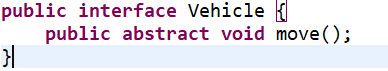 public interface Vehicle {
    public abstract void move();
}